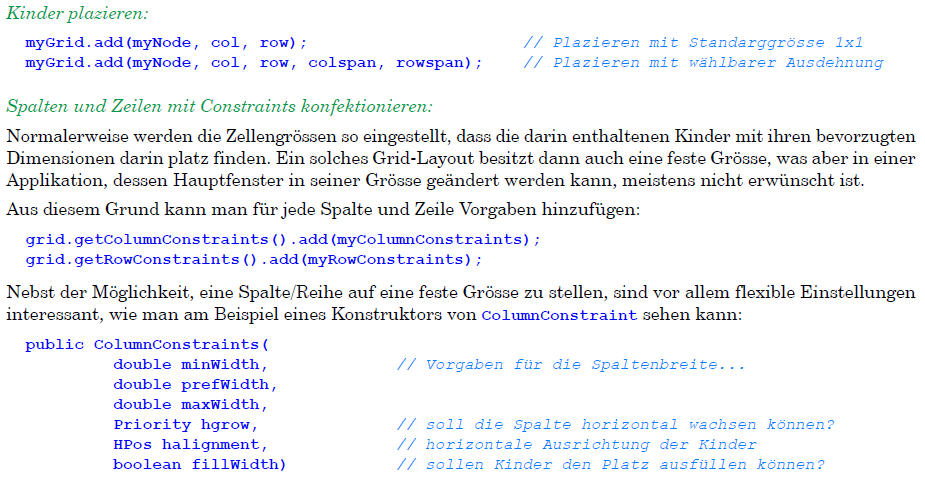 Kinder plazieren:
myGrid.add(myNode, col, row); // Plazieren mit Standarggrösse 1x1
myGrid.add(myNode, col, row, colspan, rowspan); // Plazieren mit wählbarer Ausdehnung
Spalten und Zeilen mit Constraints konfektionieren:
Normalerweise werden die Zellengrössen so eingestellt, dass die darin enthaltenen Kinder mit ihren bevorzugten
Dimensionen darin platz finden. Ein solches Grid-Layout besitzt dann auch eine feste Grösse, was aber in einer
Applikation, dessen Hauptfenster in seiner Grösse geändert werden kann, meistens nicht erwünscht ist.
Aus diesem Grund kann man für jede Spalte und Zeile Vorgaben hinzufügen:
grid.getColumnConstraints().add(myColumnConstraints);
grid.getRowConstraints().add(myRowConstraints);
Nebst der Möglichkeit, eine Spalte/Reihe auf eine feste Grösse zu stellen, sind vor allem flexible Einstellungen
interessant, wie man am Beispiel eines Konstruktors von ColumnConstraint sehen kann:
public ColumnConstraints(
double minWidth, // Vorgaben für die Spaltenbreite...
double prefWidth,
double maxWidth,
Priority hgrow, // soll die Spalte horizontal wachsen können?
HPos halignment, // horizontale Ausrichtung der Kinder
boolean fillWidth) // sollen Kinder den Platz ausfüllen können?